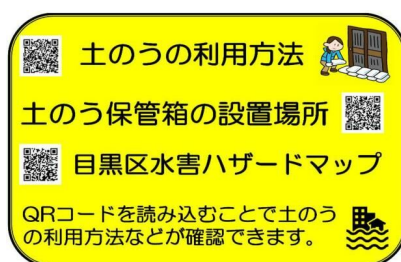 土のうの利用方法
土のう保管箱の設置場所
目黒区水害ハザードマップ
QRコードを読み込むことで土のう
の利用方法などが確認できます。